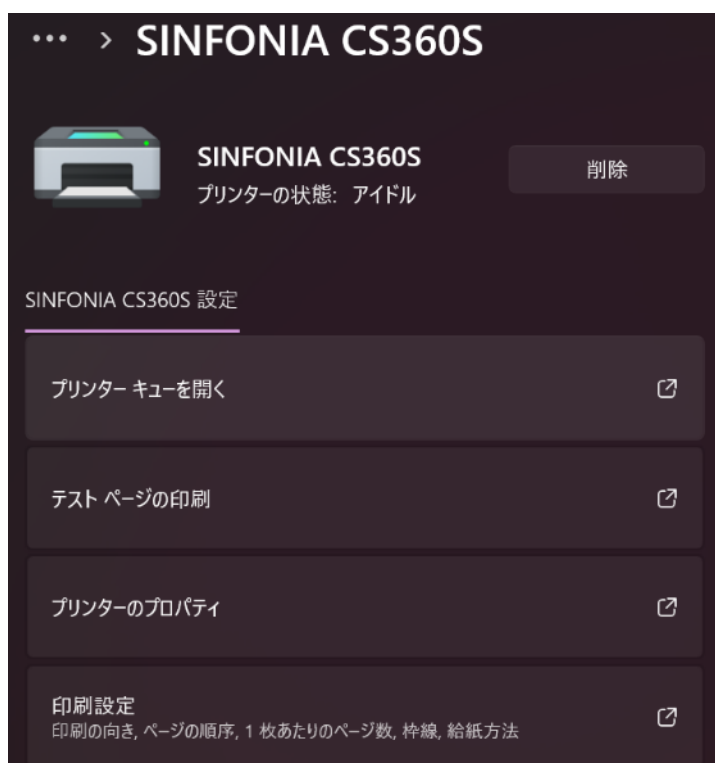 … > SINFONIA CS360S
SINFONIA CS360S
プリンターの状態: アイドル
削除
SINFONIA CS360S 設定
プリンター キューを開く
テスト ページの印刷
プリンターのプロパティ
印刷設定
印刷の向き, ページの順序, 1 枚あたりのページ数, 枠線, 給紙方法